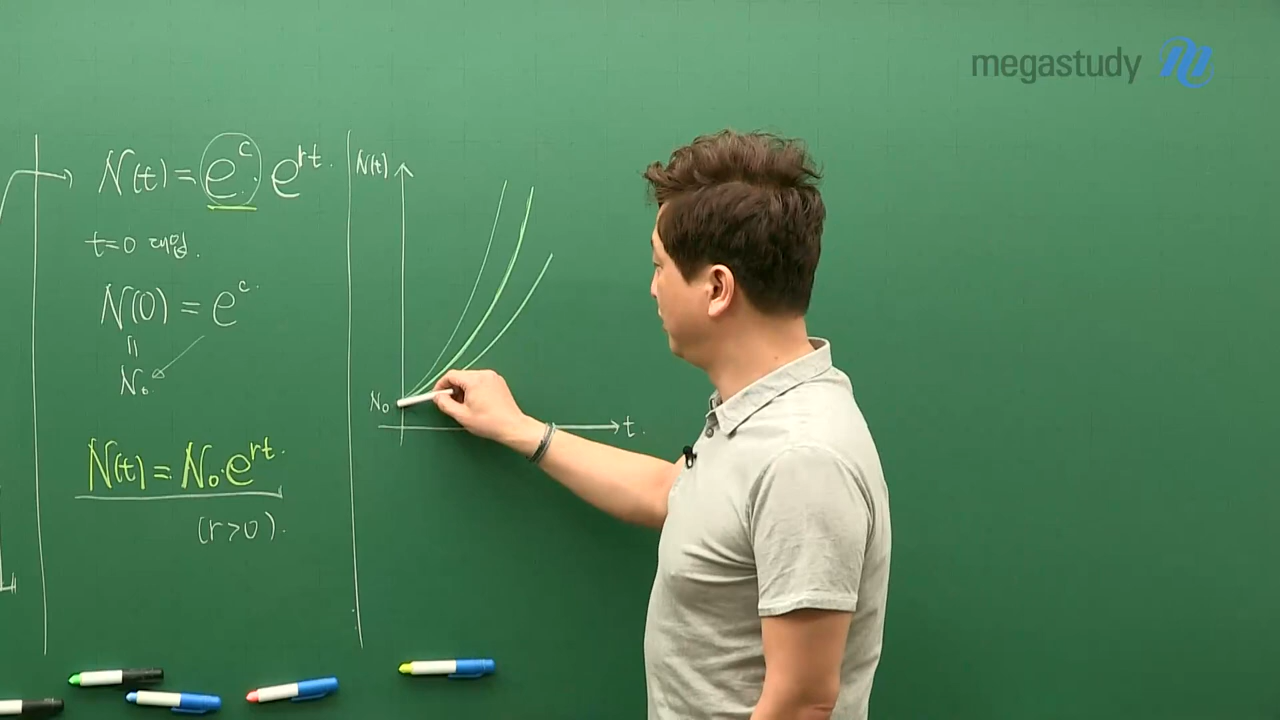 megastudy
N(t) = e^c · e^{rt}.
t=0 대입.
N(0) = e^c.
=
N₀
N(t) = N₀·e^{rt}.
(r>0).
N(t)
N₀
t.